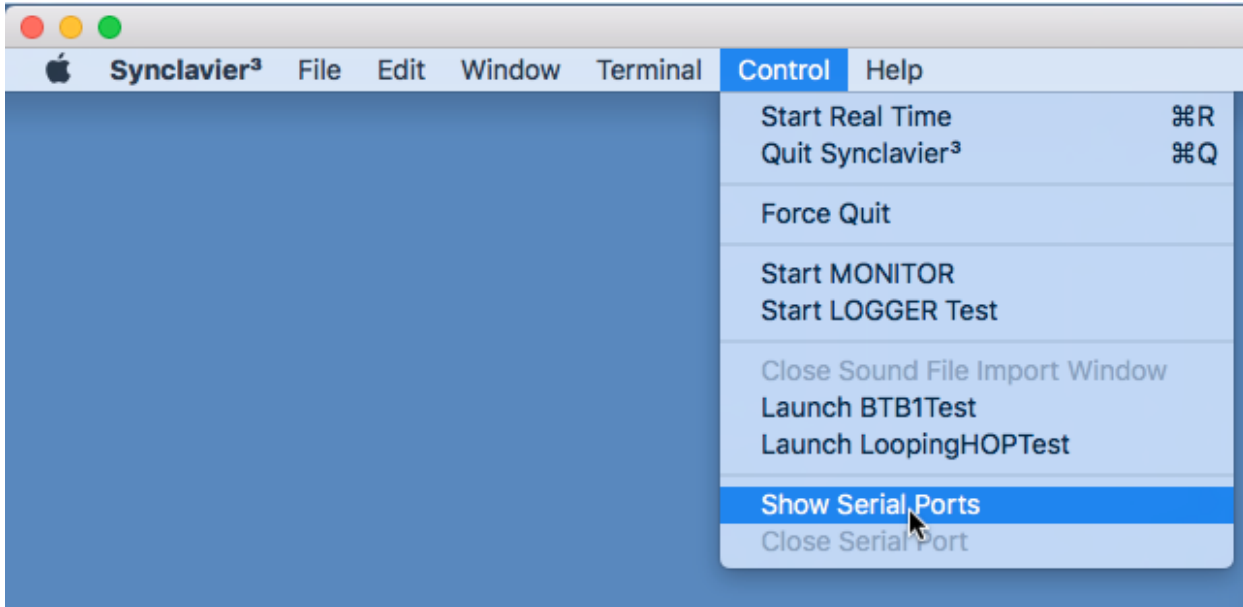 Synclavier³ File Edit Window Terminal Control Help
Start Real Time ⌘R
Quit Synclavier³ ⌘Q
Force Quit
Start MONITOR
Start LOGGER Test
Close Sound File Import Window
Launch BTB1Test
Launch LoopingHOPTest
Show Serial Ports
Close Serial Port